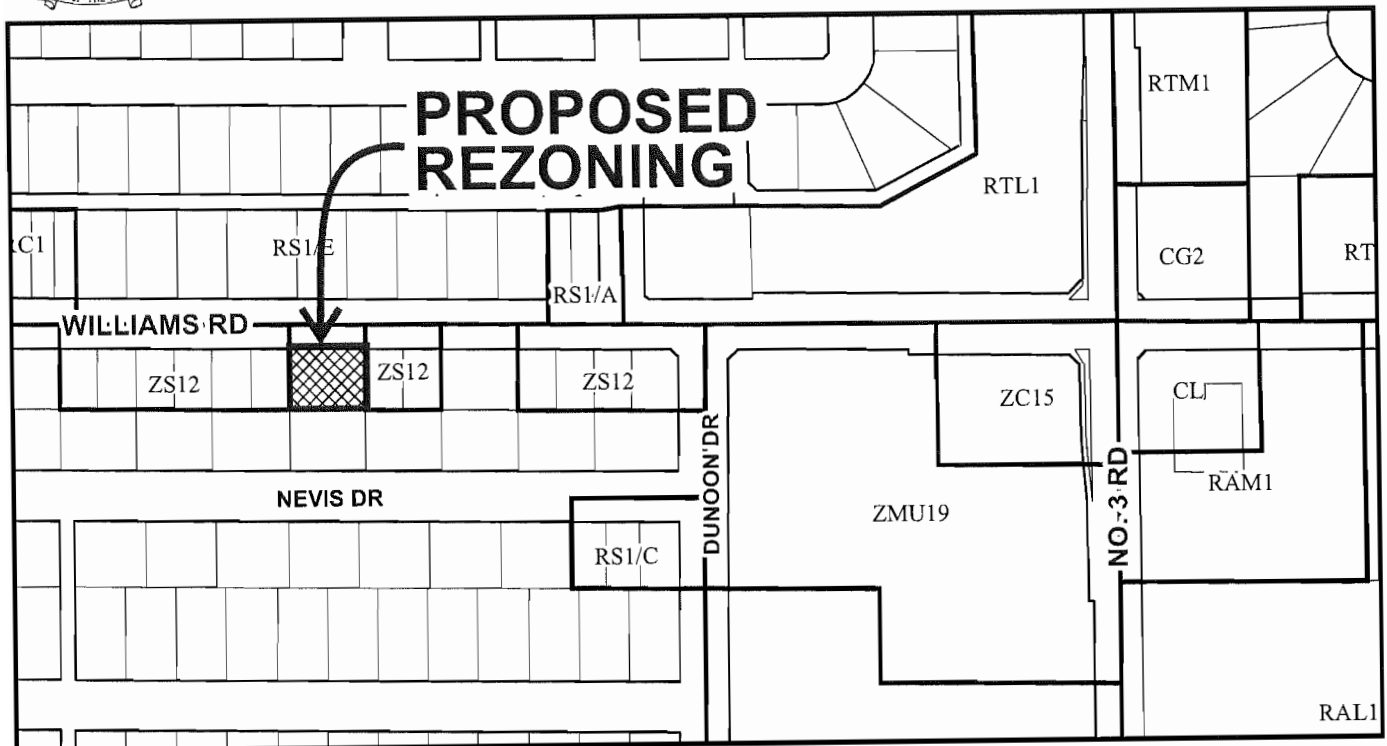 PROPOSED
REZONING
RTM1
RTL1
RS1/E
RS1/A
CG2
RT
WILLIAMS RD
ZS12
ZS12
ZS12
ZC15
CL
RAM1
NEVIS DR
DUNOON DR
ZMU19
NO. 3 RD
RS1/C
RAL1